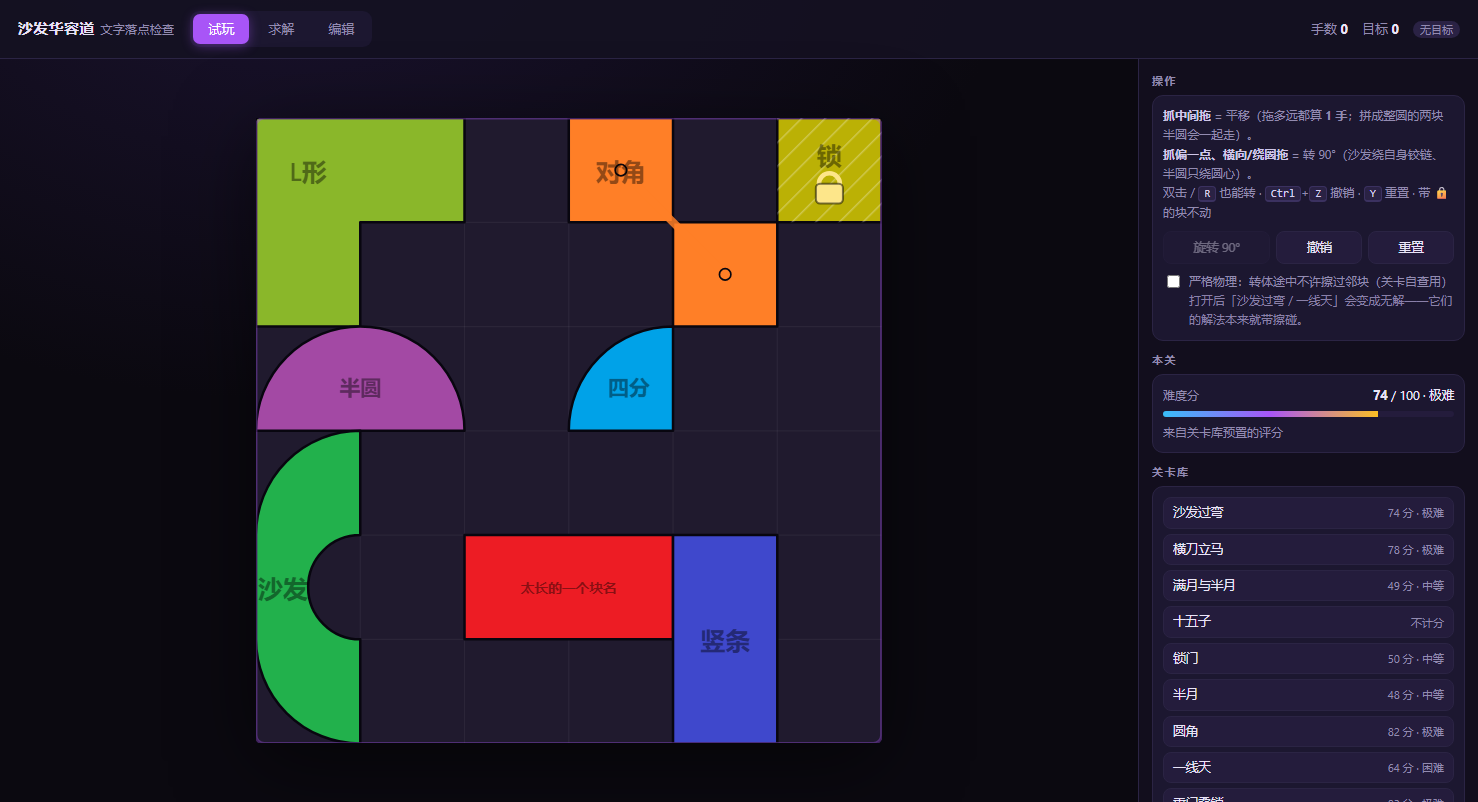 沙发华容道 文字落点检查 试玩 求解 编辑 手数 0 目标 0 无目标
L形
对角
锁
半圆
四分
沙发
太长的一个块名
竖条
操作
抓中间拖 = 平移（拖多远都算 1 手；拼成整圆的两块
半圆会一起走）。
抓偏一点、横向/绕圈拖 = 转 90°（沙发绕自身铰链、
半圆只绕圆心）。
双击 / R 也能转 · Ctrl + Z 撤销 · Y 重置 · 带 🔒
的块不动
旋转 90° 撤销 重置
严格物理：转体途中不许擦过邻块（关卡自查用）
打开后「沙发过弯 / 一线天」会变成无解——它们
的解法本来就带擦碰。
本关
难度分 74 / 100 · 极难
来自关卡库预置的评分
关卡库
沙发过弯 74 分 · 极难
横刀立马 78 分 · 极难
满月与半月 49 分 · 中等
十五子 不计分
锁门 50 分 · 中等
半月 48 分 · 中等
圆角 82 分 · 极难
一线天 64 分 · 困难